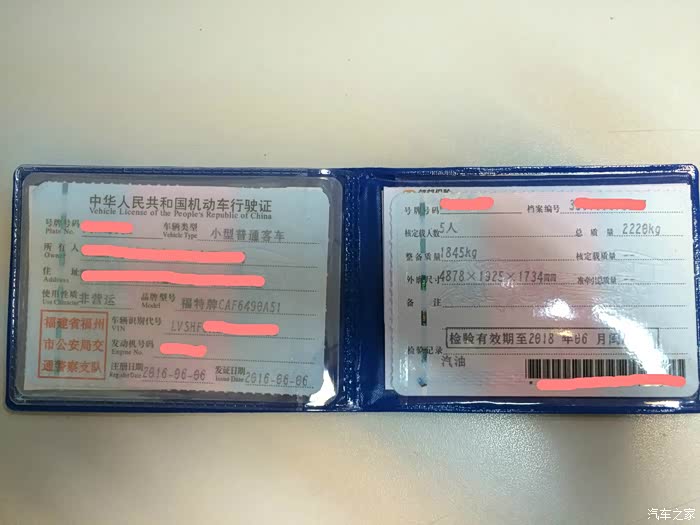 中华人民共和国机动车行驶证
Vehicle License of the People's Republic of China
号牌号码
Plate No.
车辆类型
Vehicle Type
小型普通客车
所有人
Owner
住址
Address
使用性质
Use Character
非营运
品牌型号
Model
福特牌CAF6490A51
福建省福州
市公安局交
通警察支队
车辆识别代号
VIN
LVSHF
发动机号码
Engine No.
注册日期
Register Date
2016-06-06
发证日期
Issue Date
2016-06-06
号牌号码
档案编号
3
核定载人数
5人
总质量
2220kg
整备质量
1845kg
核定载质量
--
外廓尺寸
4878×1925×1734mm
准牵引总质量
--
备注
检验有效期至2018年06月
检验记录
汽油
汽车之家